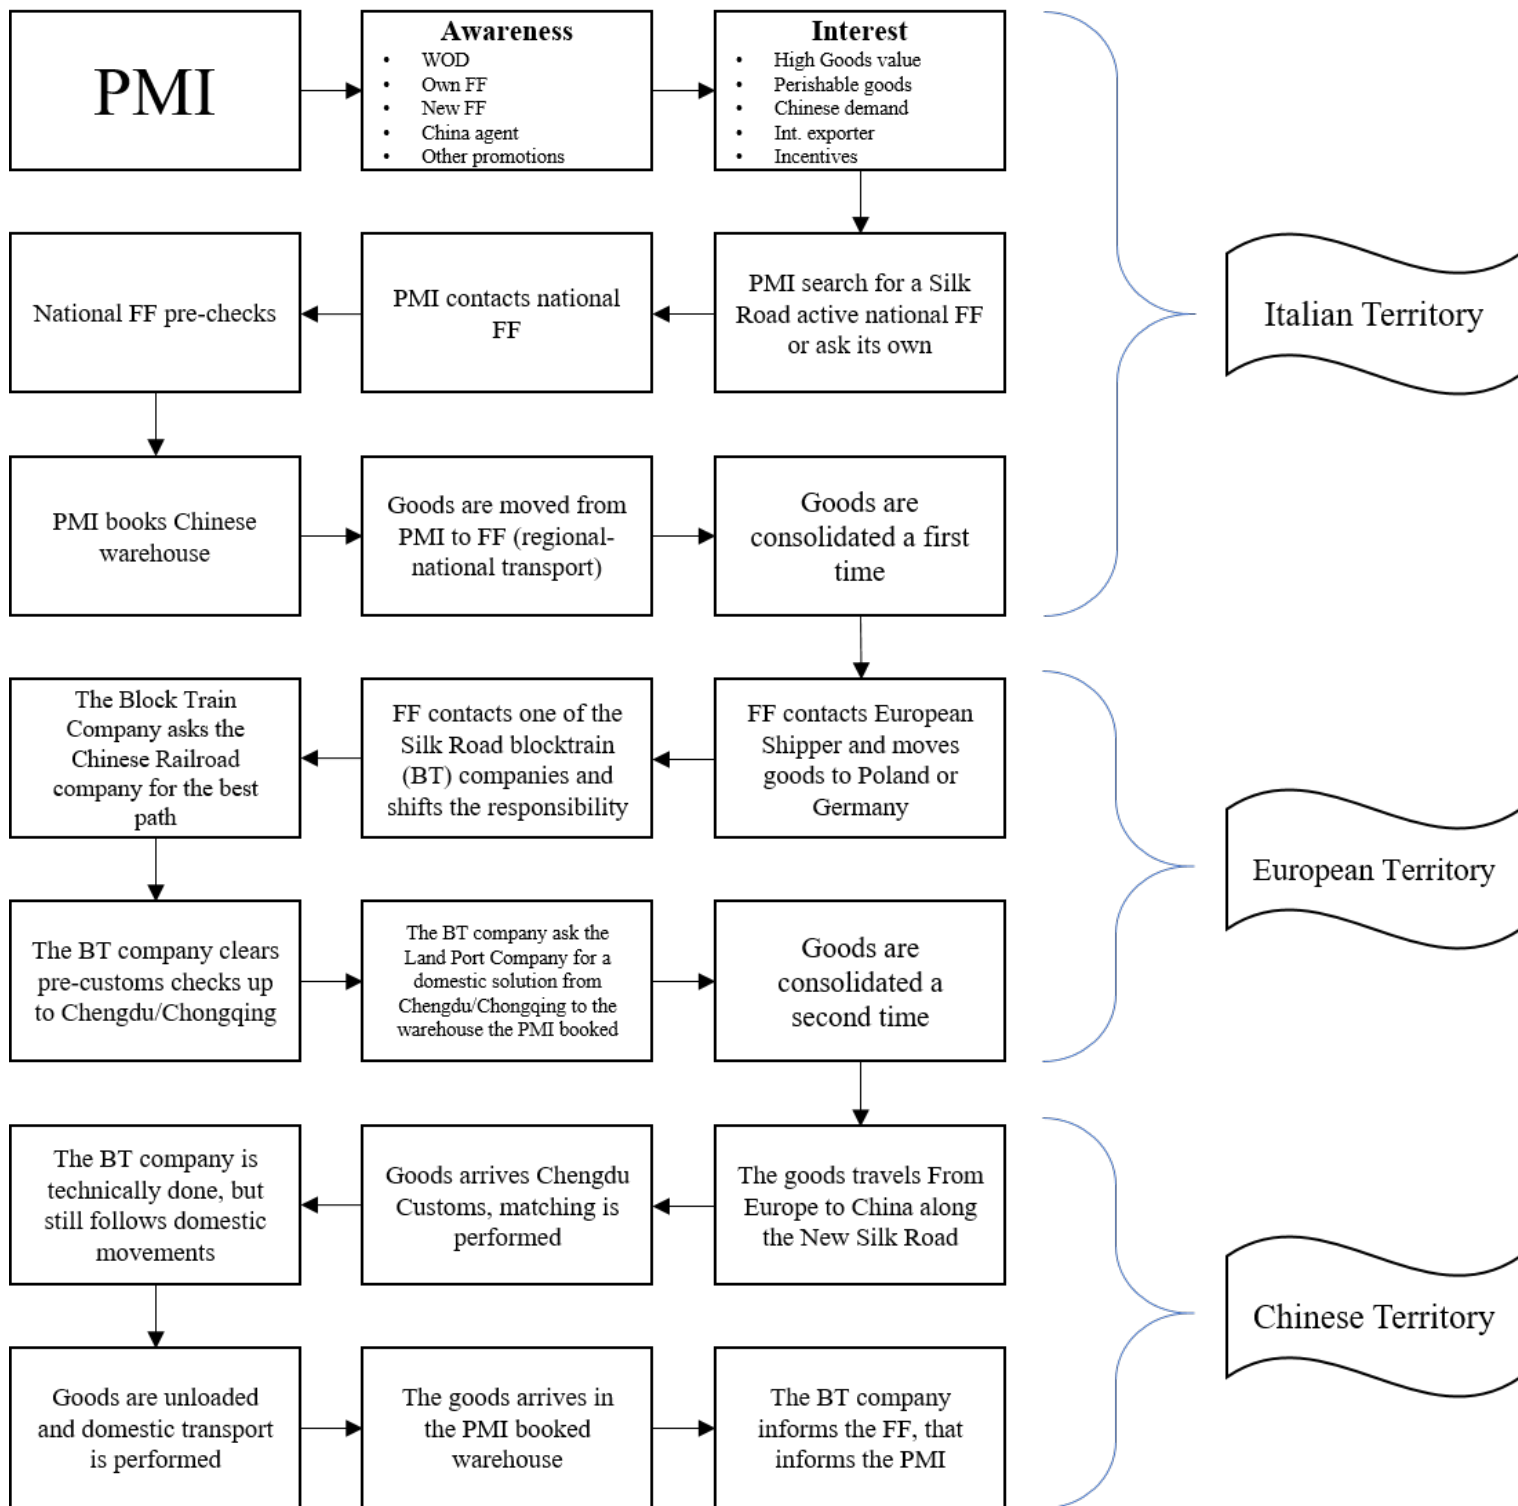 PMI
Awareness
• WOD
• Own FF
• New FF
• China agent
• Other promotions
Interest
• High Goods value
• Perishable goods
• Chinese demand
• Int. exporter
• Incentives
PMI search for a Silk
Road active national FF
or ask its own
PMI contacts national
FF
National FF pre-checks
Italian Territory
PMI books Chinese
warehouse
Goods are moved from
PMI to FF (regional-
national transport)
Goods are
consolidated a first
time
FF contacts European
Shipper and moves
goods to Poland or
Germany
FF contacts one of the
Silk Road blocktrain
(BT) companies and
shifts the responsibility
The Block Train
Company asks the
Chinese Railroad
company for the best
path
European Territory
The BT company clears
pre-customs checks up
to Chengdu/Chongqing
The BT company ask the
Land Port Company for a
domestic solution from
Chengdu/Chongqing to the
warehouse the PMI booked
Goods are
consolidated a
second time
The goods travels From
Europe to China along
the New Silk Road
Goods arrives Chengdu
Customs, matching is
performed
The BT company is
technically done, but
still follows domestic
movements
Chinese Territory
Goods are unloaded
and domestic transport
is performed
The goods arrives in
the PMI booked
warehouse
The BT company
informs the FF, that
informs the PMI